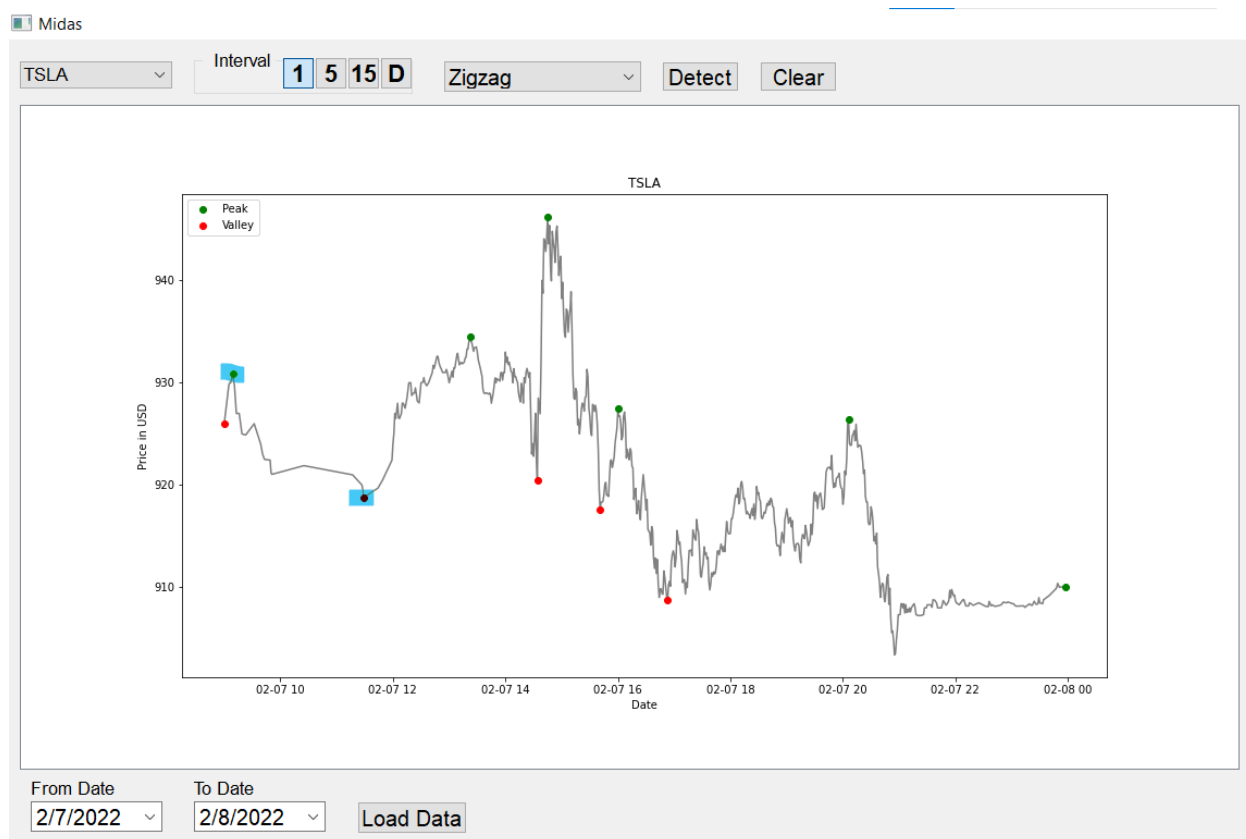 Midas
TSLA
Interval
1 5 15 D
Zigzag
Detect
Clear
TSLA
Peak
Valley
Price in USD
940
930
920
910
02-07 10 02-07 12 02-07 14 02-07 16 02-07 18 02-07 20 02-07 22 02-08 00
Date
From Date
To Date
2/7/2022
2/8/2022
Load Data